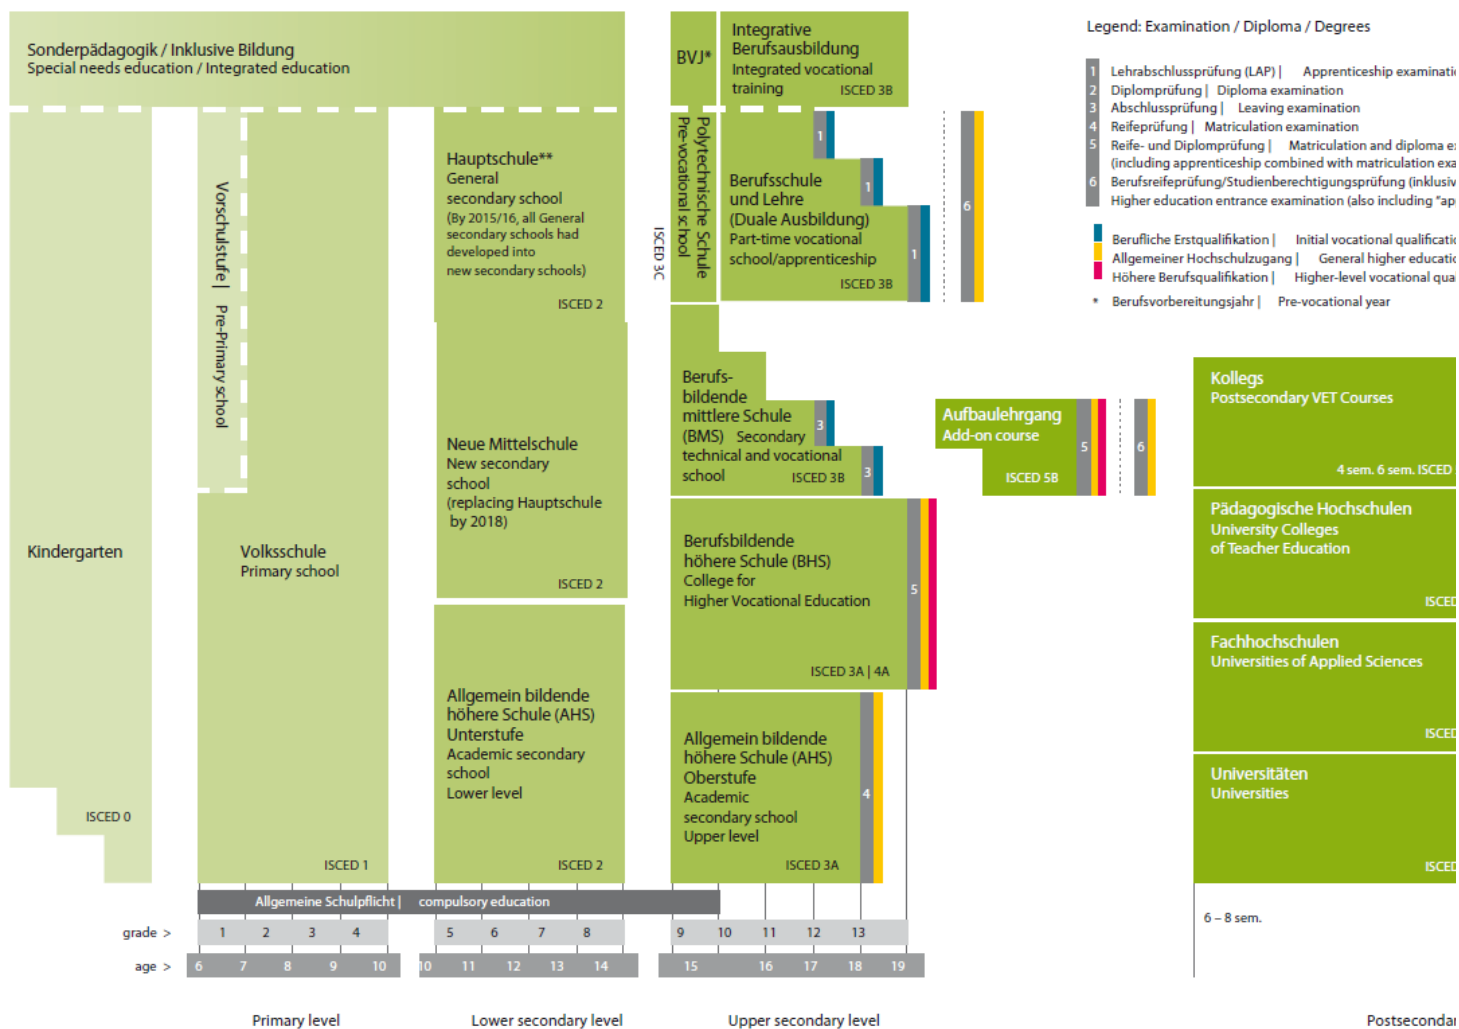 Sonderpädagogik / Inklusive Bildung
Special needs education / Integrated education
BVJ*
Integrative
Berufsausbildung
Integrated vocational
training
ISCED 3B
Legend: Examination / Diploma / Degrees
1 Lehrabschlussprüfung (LAP) | Apprenticeship
2 Diplomprüfung | Diploma examination
3 Abschlussprüfung | Leaving examination
4 Reifeprüfung | Matriculation examination
5 Reife- und Diplomprüfung | Matriculation and diploma
(including apprenticeship combined with matriculation
6 Berufsreifeprüfung/Studienberechtigungsprüfung
Higher education entrance examination (also including
Berufliche Erstqualifikation | Initial vocational
Allgemeiner Hochschulzugang | General higher
Höhere Berufsqualifikation | Higher-level vocational
* Berufsvorbereitungsjahr | Pre-vocational year
Kindergarten
ISCED 0
Vorschulstufe | Pre-Primary school
Volksschule
Primary school
ISCED 1
Hauptschule**
General
secondary school
(By 2015/16, all General
secondary schools had
developed into
new secondary schools)
ISCED 2
Neue Mittelschule
New secondary
school
(replacing Hauptschule
by 2018)
ISCED 2
Allgemein bildende
höhere Schule (AHS)
Unterstufe
Academic secondary
school
Lower level
ISCED 2
ISCED 3C
Polytechnische Schule
Pre-vocational school
Berufsschule
und Lehre
(Duale Ausbildung)
Part-time vocational
school/apprenticeship
ISCED 3B
1
1
1
6
Berufs-
bildende
mittlere Schule
(BMS) Secondary
technical and vocational
school
ISCED 3B
3
3
Aufbaulehrgang
Add-on course
ISCED 5B
5
6
Berufsbildende
höhere Schule (BHS)
College for
Higher Vocational Education
ISCED 3A | 4A
5
Allgemein bildende
höhere Schule (AHS)
Oberstufe
Academic
secondary school
Upper level
ISCED 3A
4
Kollegs
Postsecondary VET Courses
4 sem. 6 sem. ISCED
Pädagogische Hochschulen
University Colleges
of Teacher Education
ISCED
Fachhochschulen
Universities of Applied Sciences
ISCED
Universitäten
Universities
ISCED
6 – 8 sem.
Allgemeine Schulpflicht | compulsory education
grade > 1 2 3 4 5 6 7 8 9 10 11 12 13
age > 6 7 8 9 10 10 11 12 13 14 15 16 17 18 19
Primary level
Lower secondary level
Upper secondary level